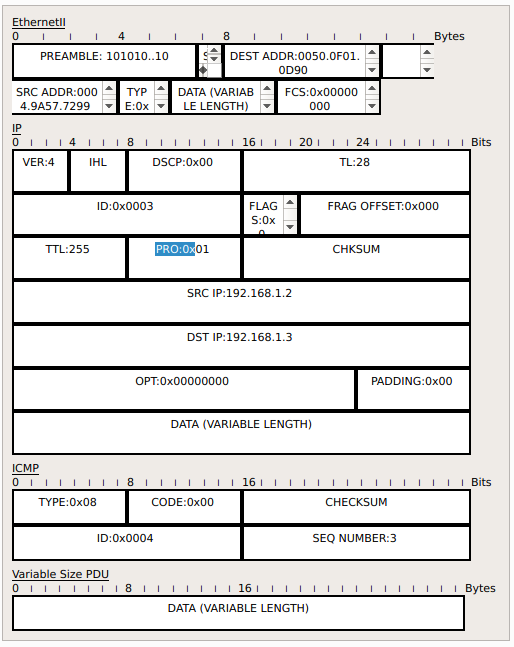 EthernetII
0 4 8 Bytes
PREAMBLE: 101010..10 DEST ADDR:0050.0F01.
0D90
SRC ADDR:000 TYP DATA (VARIAB FCS:0x00000
4.9A57.7299 E:0x LE LENGTH) 000
IP
0 4 8 16 20 24 Bits
VER:4 IHL DSCP:0x00 TL:28
ID:0x0003 FLAG FRAG OFFSET:0x000
S:0x
0
TTL:255 PRO:0x01 CHKSUM
SRC IP:192.168.1.2
DST IP:192.168.1.3
OPT:0x00000000 PADDING:0x00
DATA (VARIABLE LENGTH)
ICMP
0 8 16 Bits
TYPE:0x08 CODE:0x00 CHECKSUM
ID:0x0004 SEQ NUMBER:3
Variable Size PDU
0 8 16 Bytes
DATA (VARIABLE LENGTH)